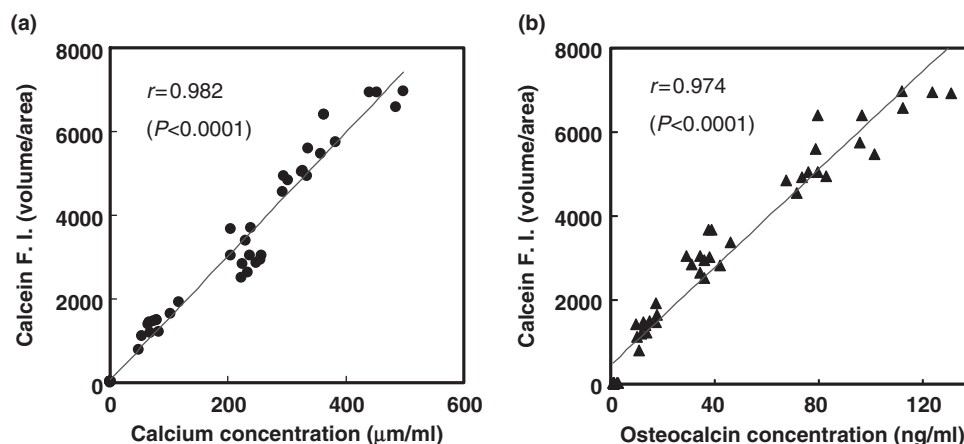 (a)
8000
6000
4000
2000
0
Calcein F. I. (volume/area)
r=0.982
(P<0.0001)
0
200
400
600
Calcium concentration (μm/ml)
(b)
8000
6000
4000
2000
0
Calcein F. I. (volume/area)
r=0.974
(P<0.0001)
0
40
80
120
Osteocalcin concentration (ng/ml)